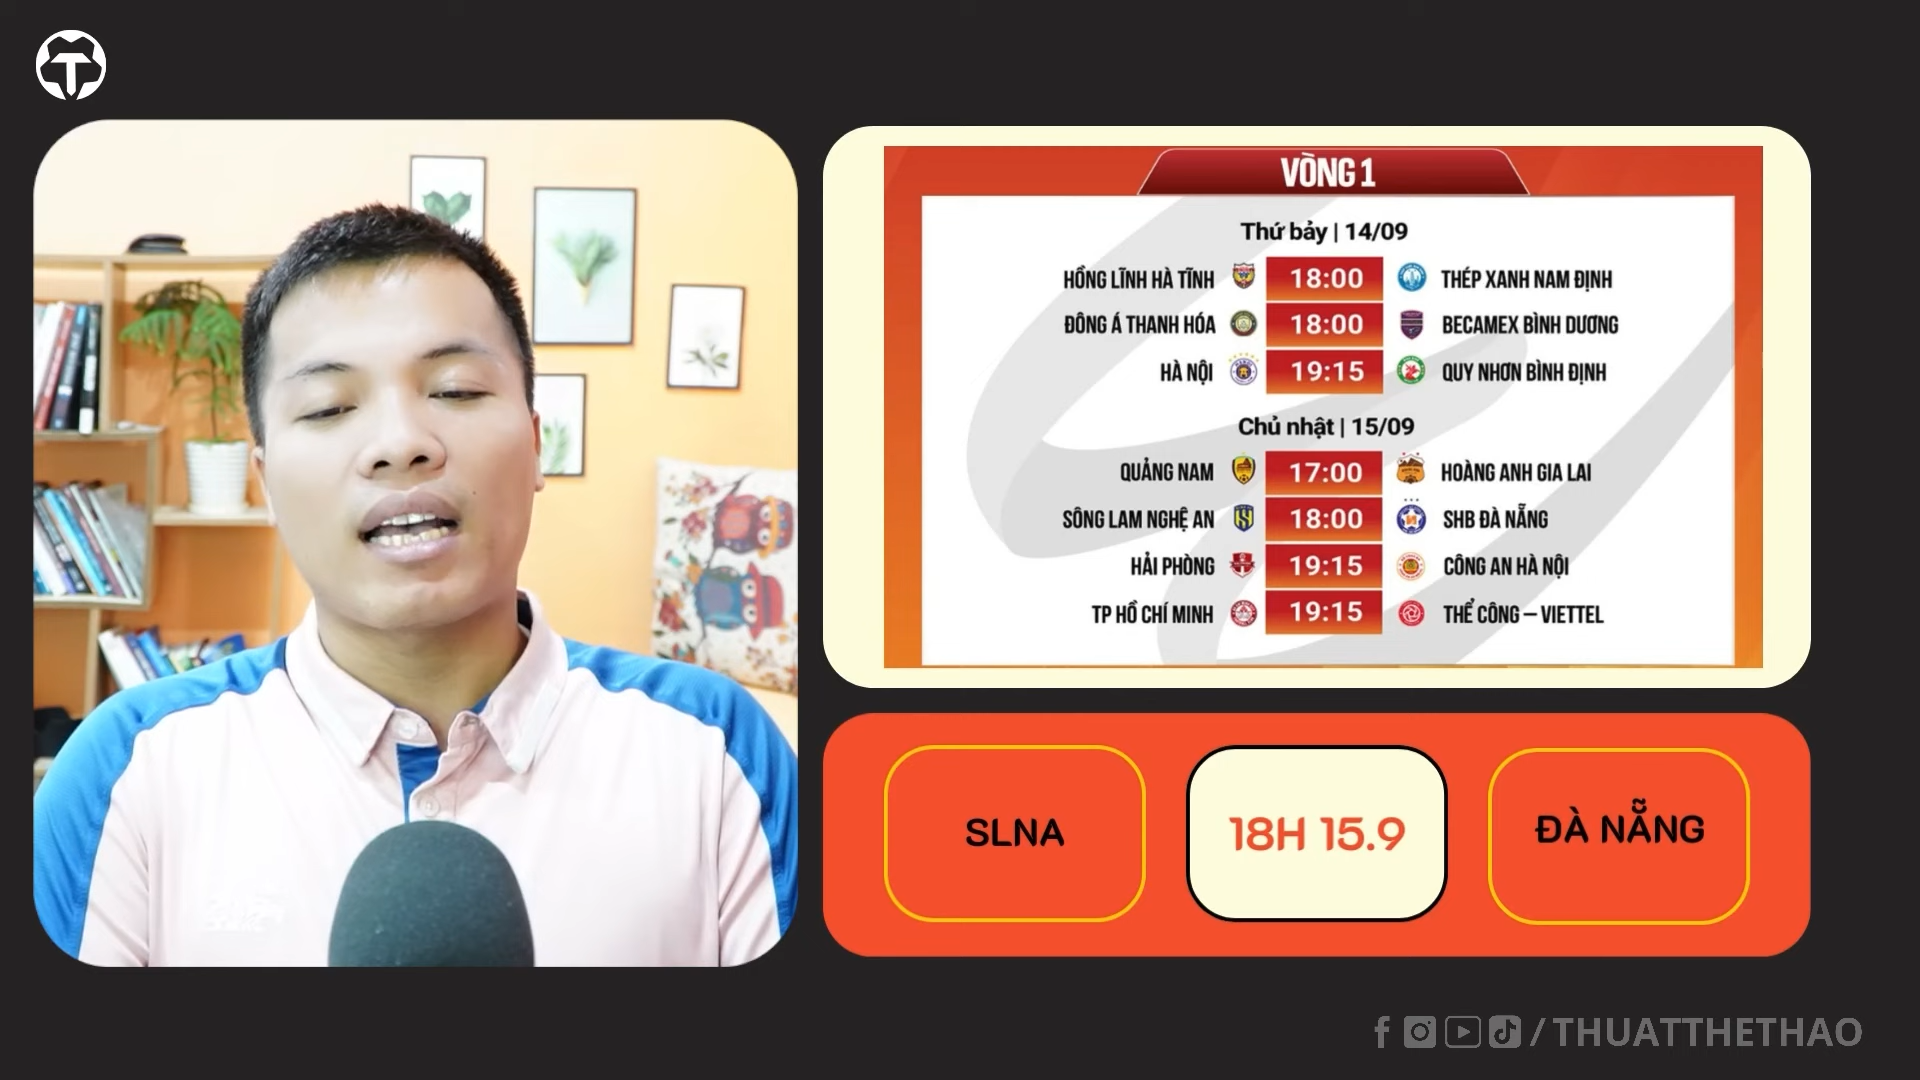 VÒNG 1
Thứ bảy | 14/09
HỒNG LĨNH HÀ TĨNH 18:00 THÉP XANH NAM ĐỊNH
ĐÔNG Á THANH HÓA 18:00 BECAMEX BÌNH DƯƠNG
HÀ NỘI 19:15 QUY NHƠN BÌNH ĐỊNH
Chủ nhật | 15/09
QUẢNG NAM 17:00 HOÀNG ANH GIA LAI
SÔNG LAM NGHỆ AN 18:00 SHB ĐÀ NẴNG
HẢI PHÒNG 19:15 CÔNG AN HÀ NỘI
TP HỒ CHÍ MINH 19:15 THỂ CÔNG – VIETTEL
SLNA 18H 15.9 ĐÀ NẴNG
/THUATTHETHAO